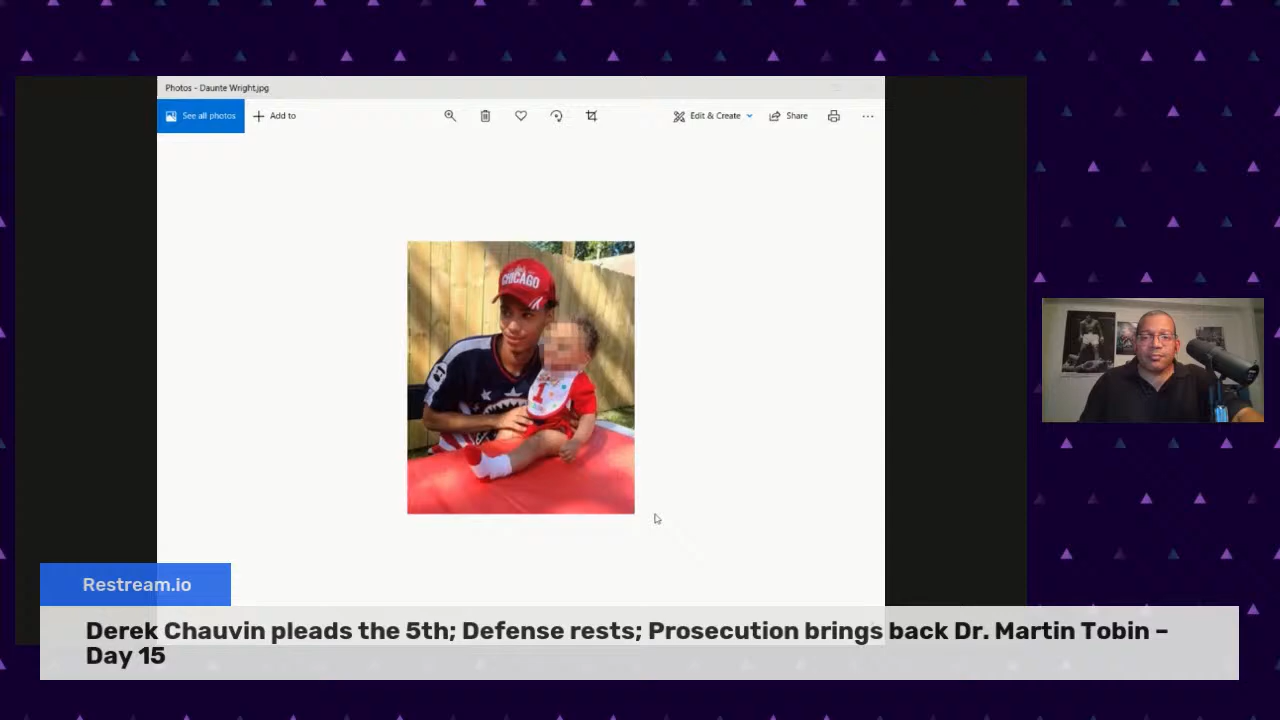 Photos - Daunte Wright.jpg
See all photos
Add to
Edit & Create
Share
CHICAGO
1
Restream.io
Derek Chauvin pleads the 5th; Defense rests; Prosecution brings back Dr. Martin Tobin –
Day 15